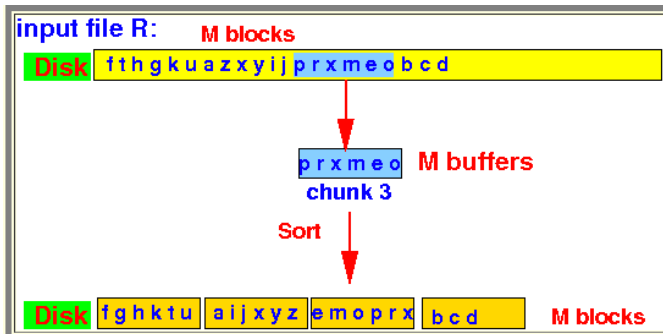 input file R: M blocks
Disk f t h g k u a z x y i j p r x m e o b c d
p r x m e o M buffers
chunk 3
Sort
Disk f g h k t u a i j x y z e m o p r x b c d M blocks